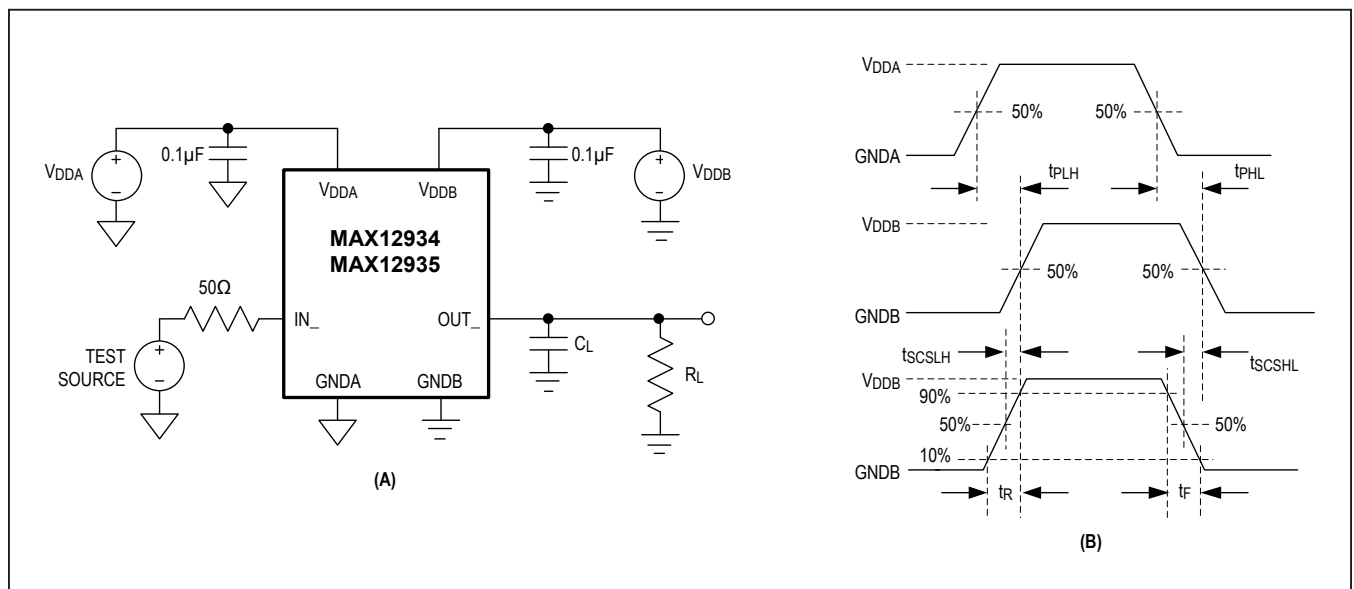 VDDA
0.1µF
0.1µF
VDDB
+
−
+
−
VDDA
VDDB
MAX12934
MAX12935
50Ω
IN_
OUT_
+
−
TEST
SOURCE
CL
RL
GNDA
GNDB
(A)
VDDA
50%
50%
GNDA
tPLH
tPHL
VDDB
50%
50%
GNDB
tSCSLH
tSCSHL
VDDB
90%
50%
50%
10%
GNDB
tR
tF
(B)